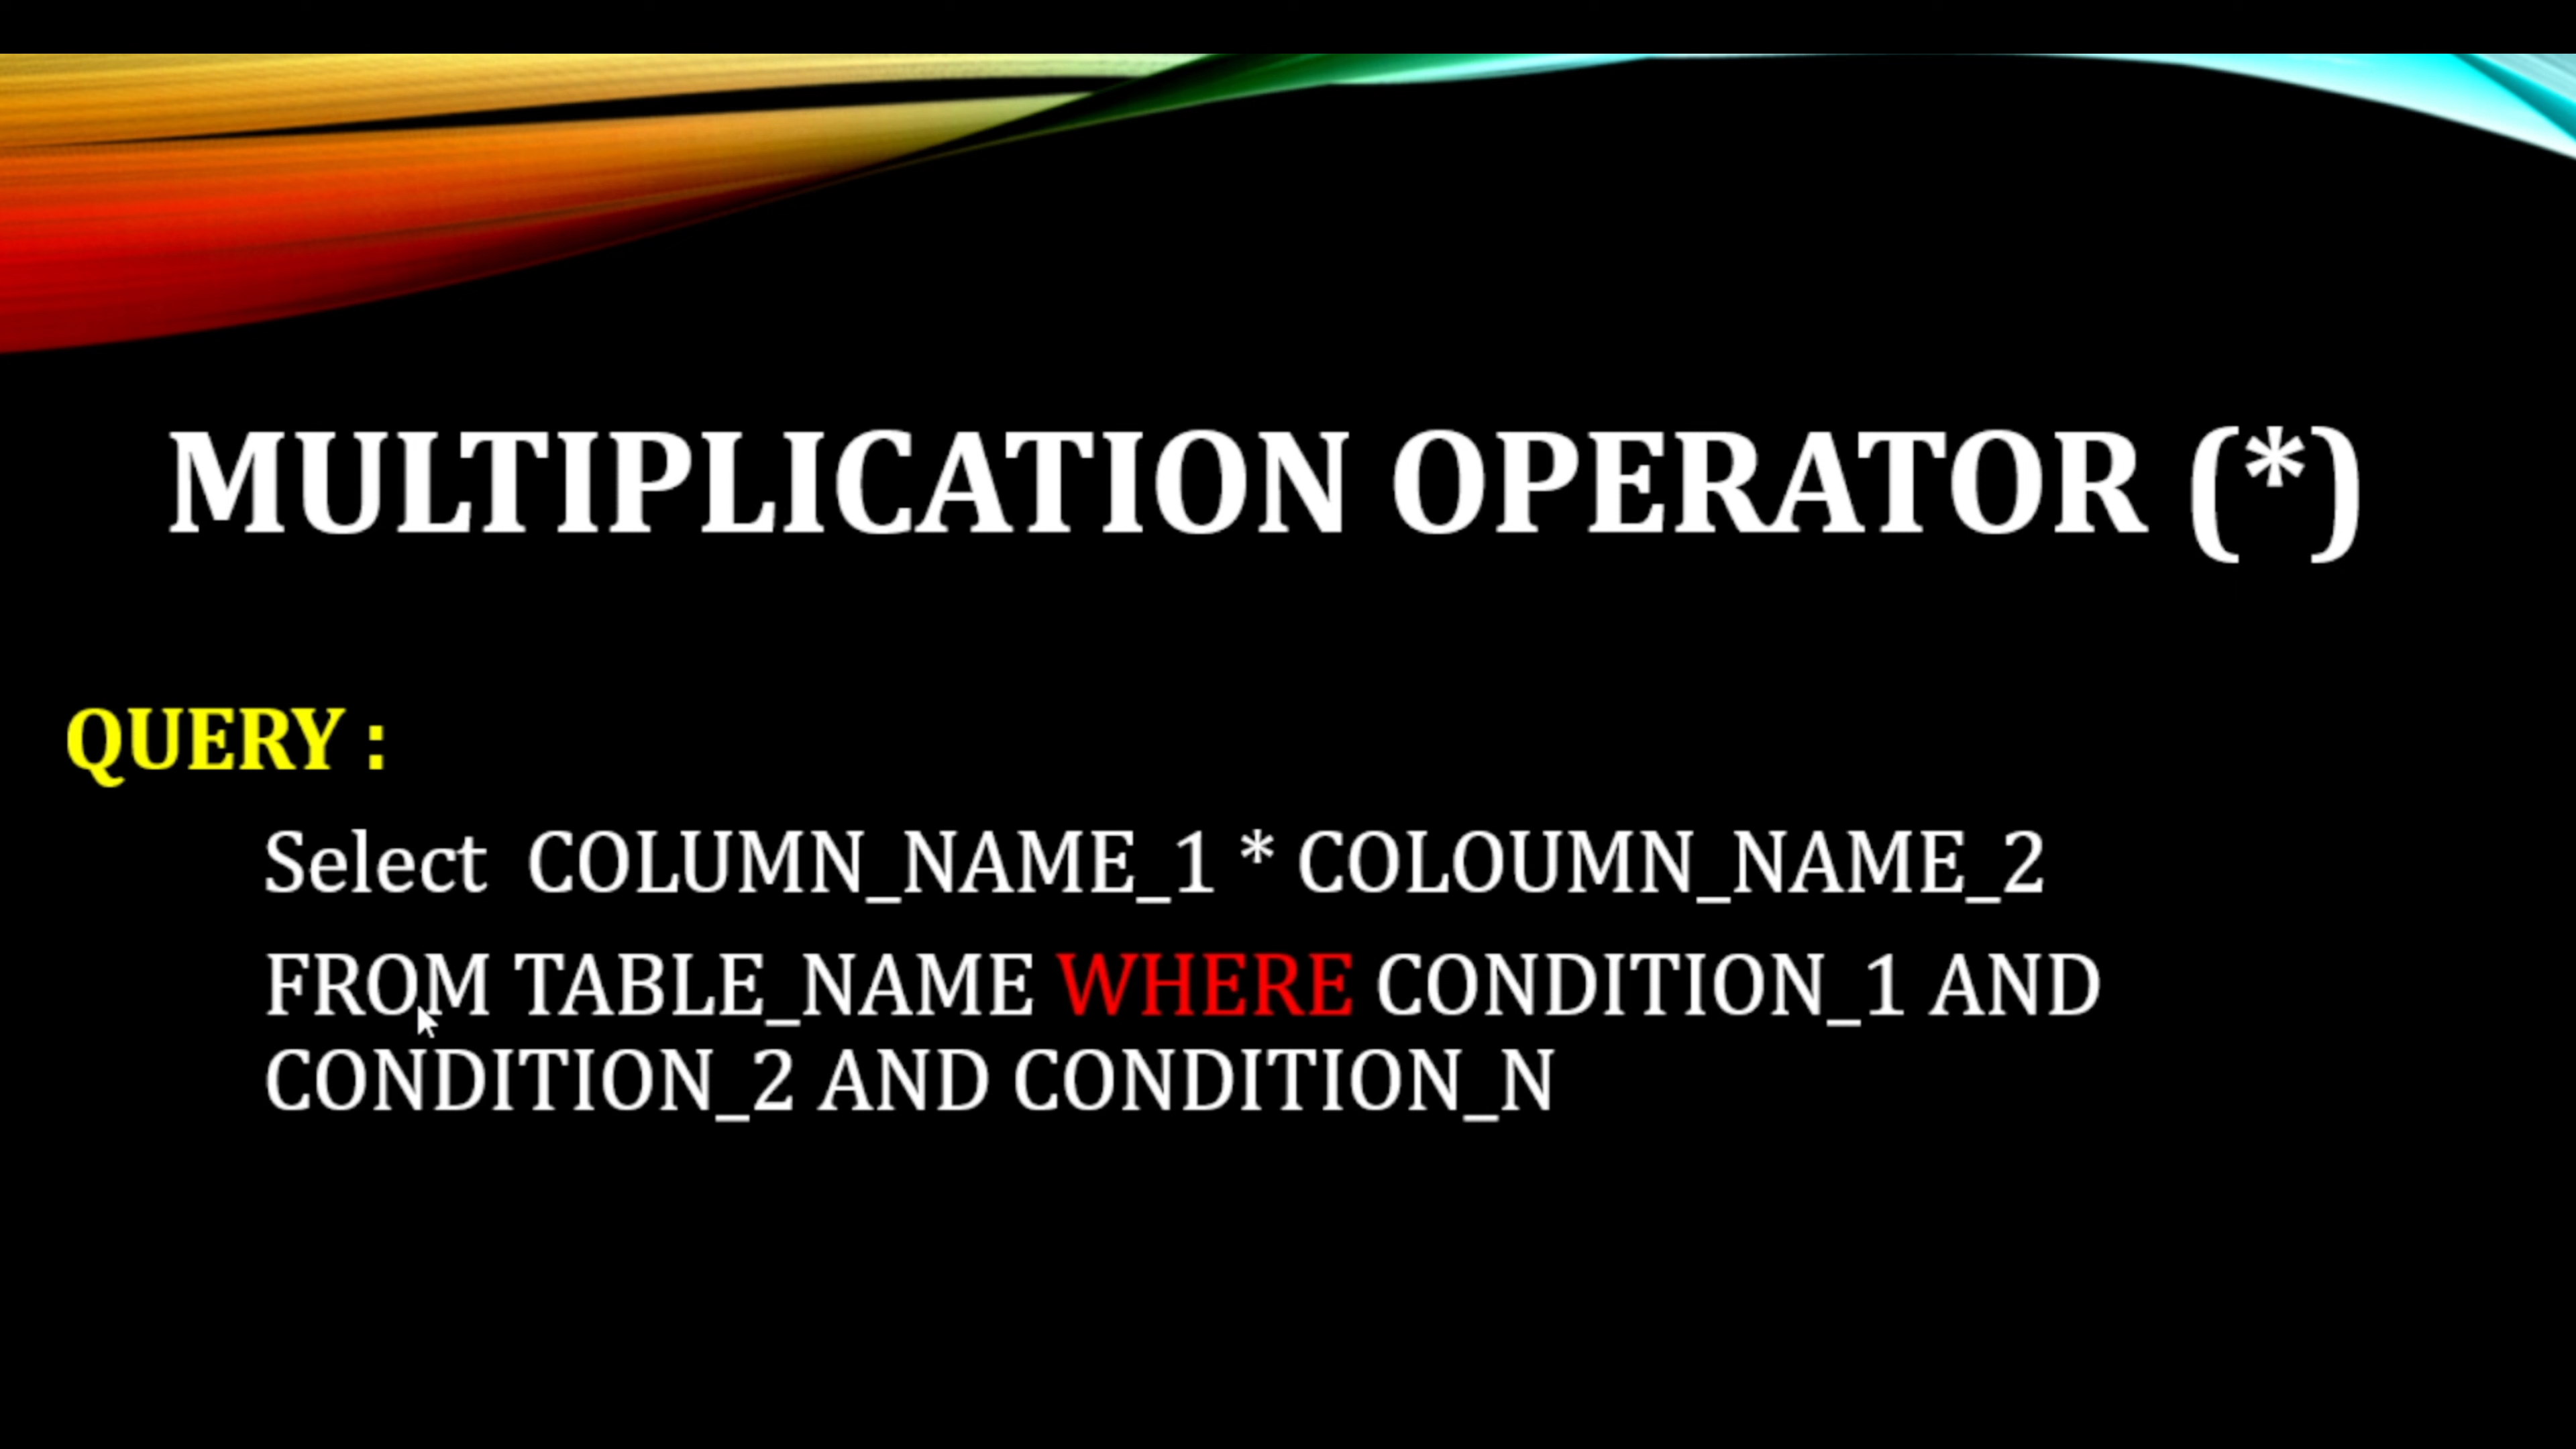 MULTIPLICATION OPERATOR (*)
QUERY :
Select  COLUMN_NAME_1 * COLOUMN_NAME_2
FROM TABLE_NAME WHERE CONDITION_1 AND
CONDITION_2 AND CONDITION_N